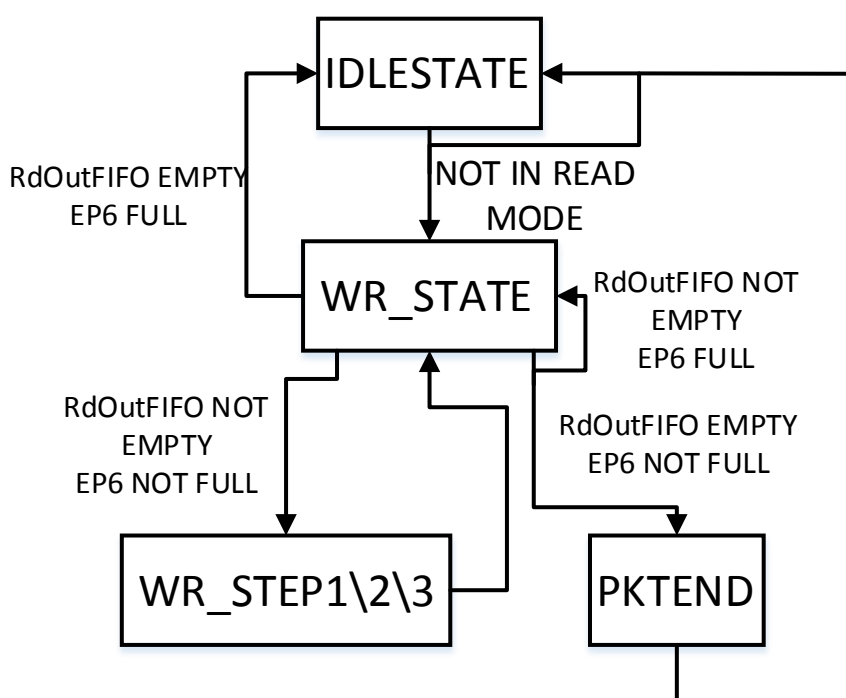 IDLESTATE
RdOutFIFO EMPTY
EP6 FULL
NOT IN READ
MODE
WR_STATE
RdOutFIFO NOT
EMPTY
EP6 FULL
RdOutFIFO NOT
EMPTY
EP6 NOT FULL
RdOutFIFO EMPTY
EP6 NOT FULL
WR_STEP1\2\3
PKTEND